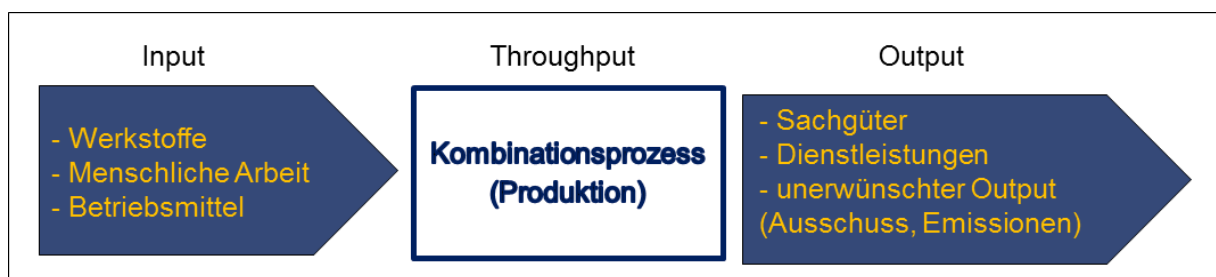 Input
- Werkstoffe
- Menschliche Arbeit
- Betriebsmittel
Throughput
Kombinationsprozess
(Produktion)
Output
- Sachgüter
- Dienstleistungen
- unerwünschter Output
(Ausschuss, Emissionen)